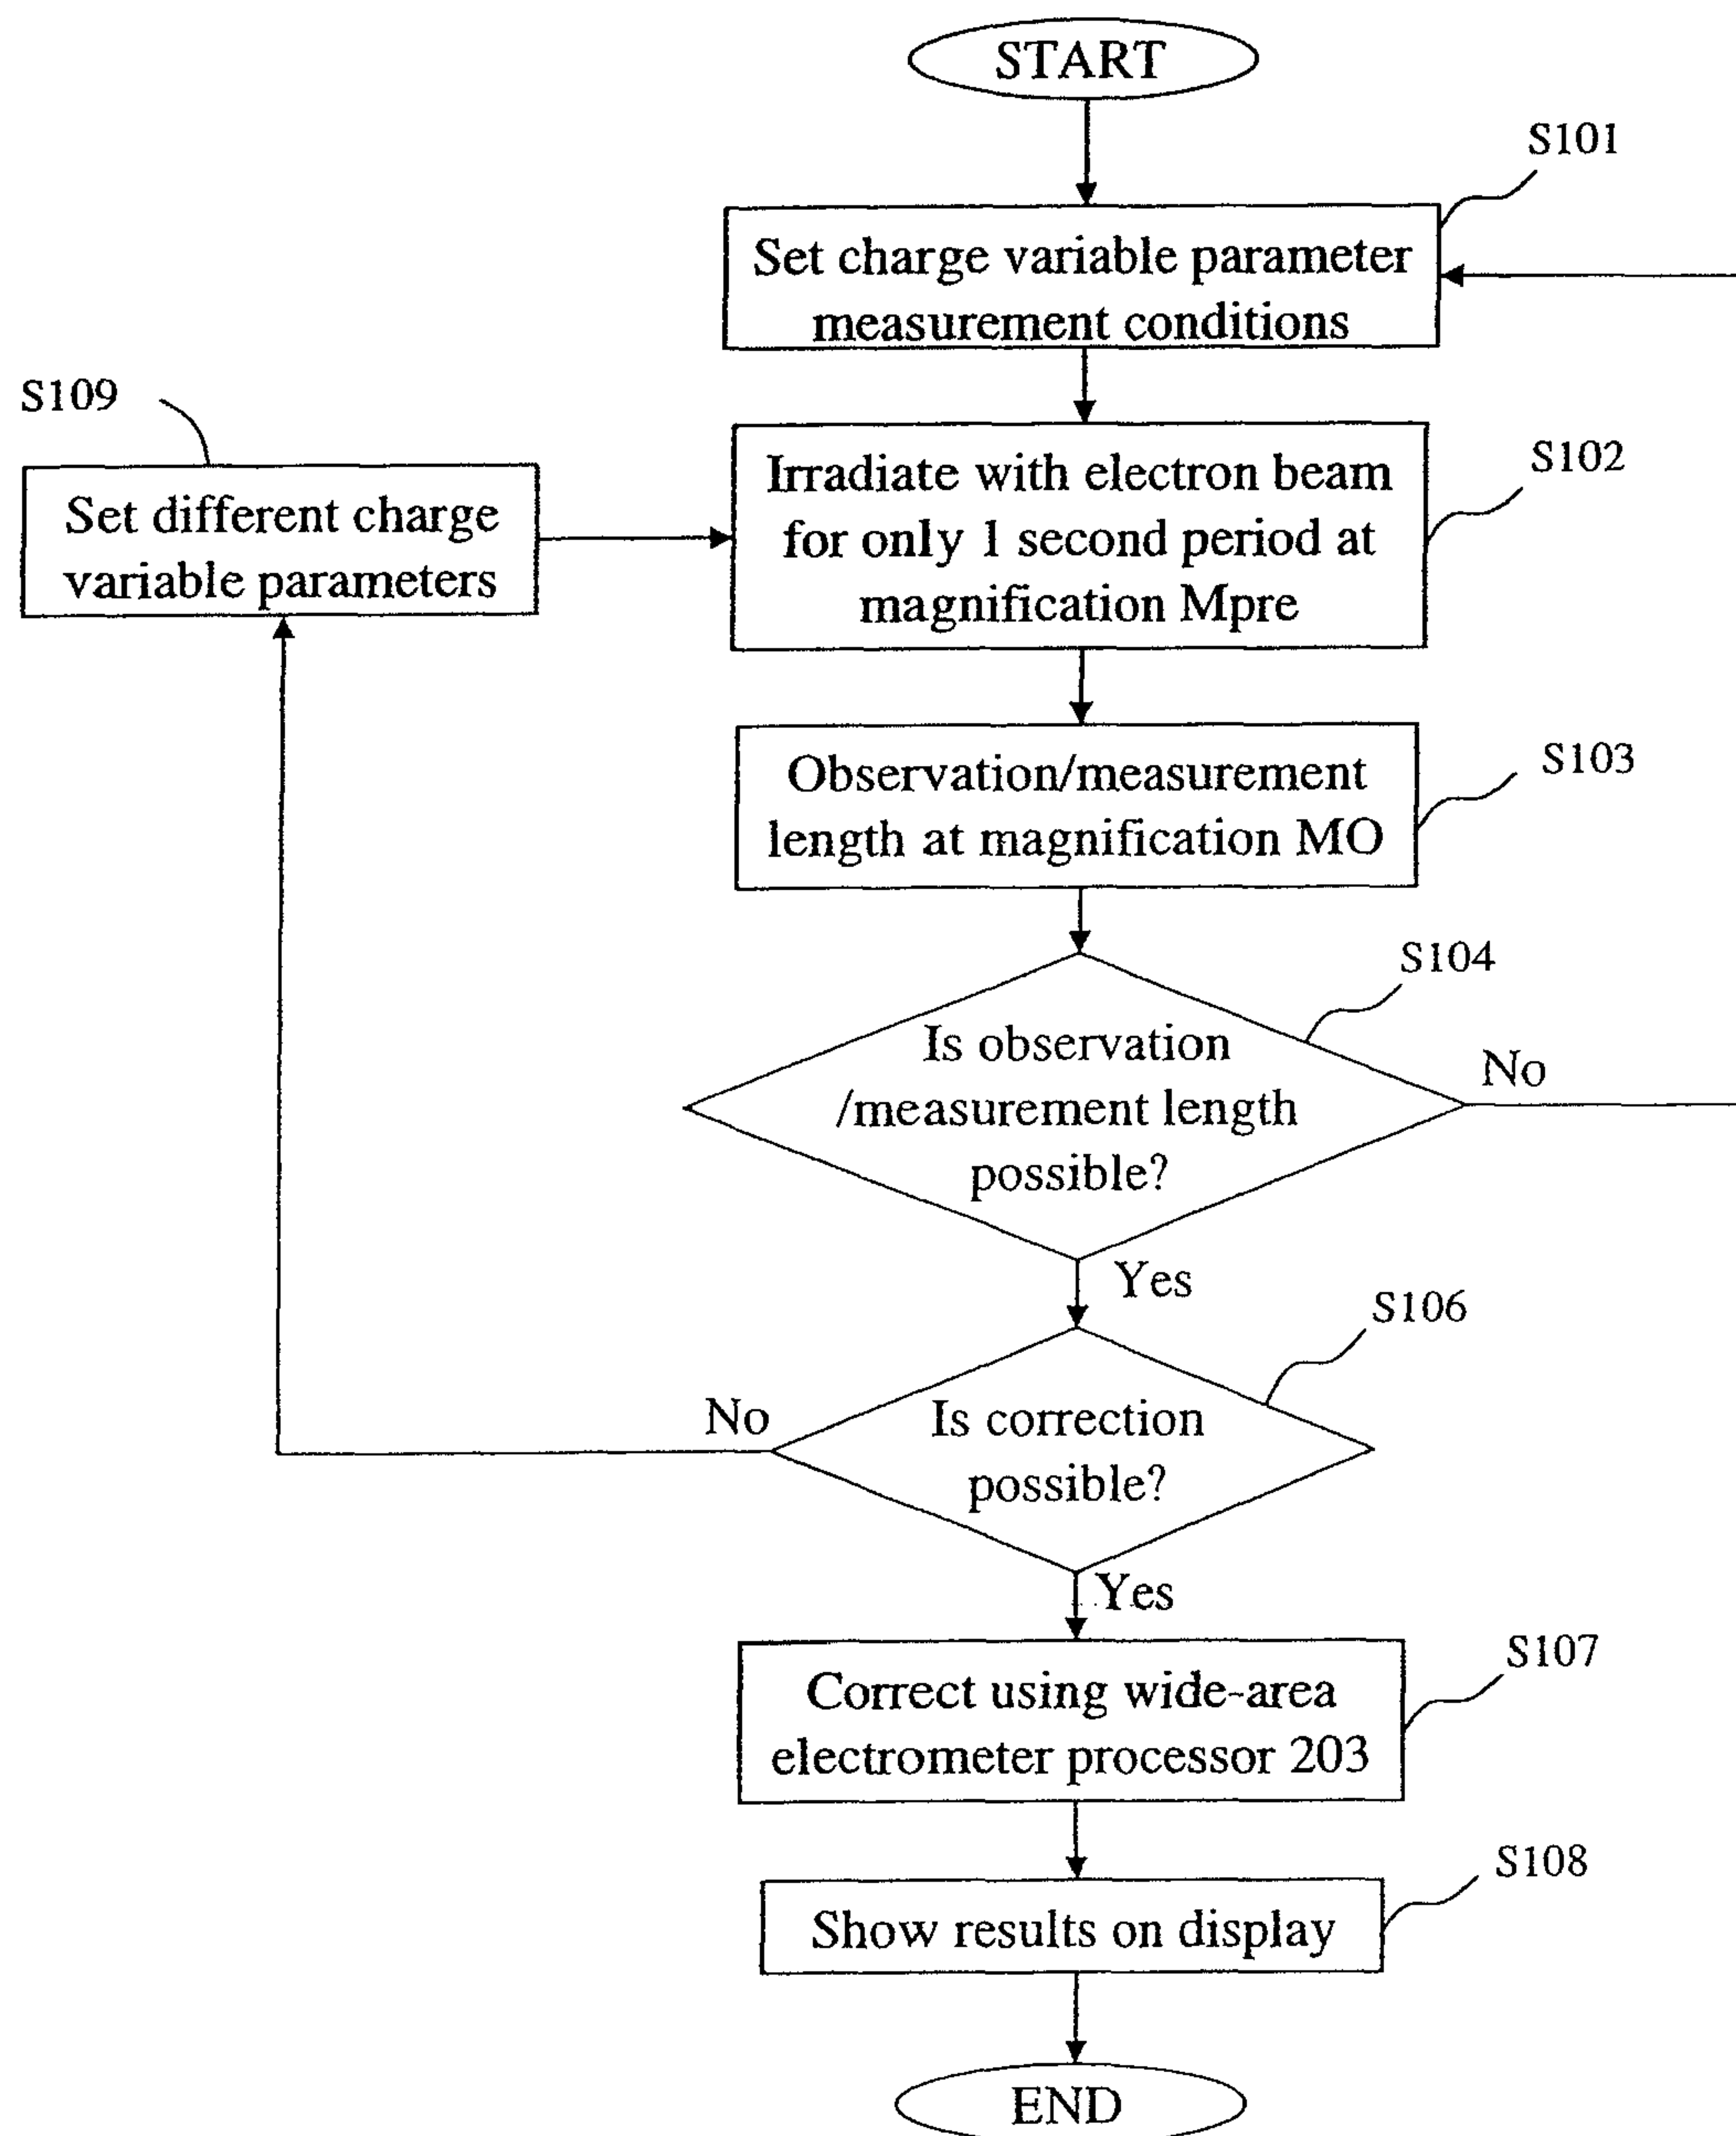 START
S101
Set charge variable parameter
measurement conditions
S109
Set different charge
variable parameters
S102
Irradiate with electron beam
for only 1 second period at
magnification Mpre
S103
Observation/measurement
length at magnification MO
S104
Is observation
/measurement length
possible?
No
Yes
S106
Is correction
possible?
No
Yes
S107
Correct using wide-area
electrometer processor 203
S108
Show results on display
END